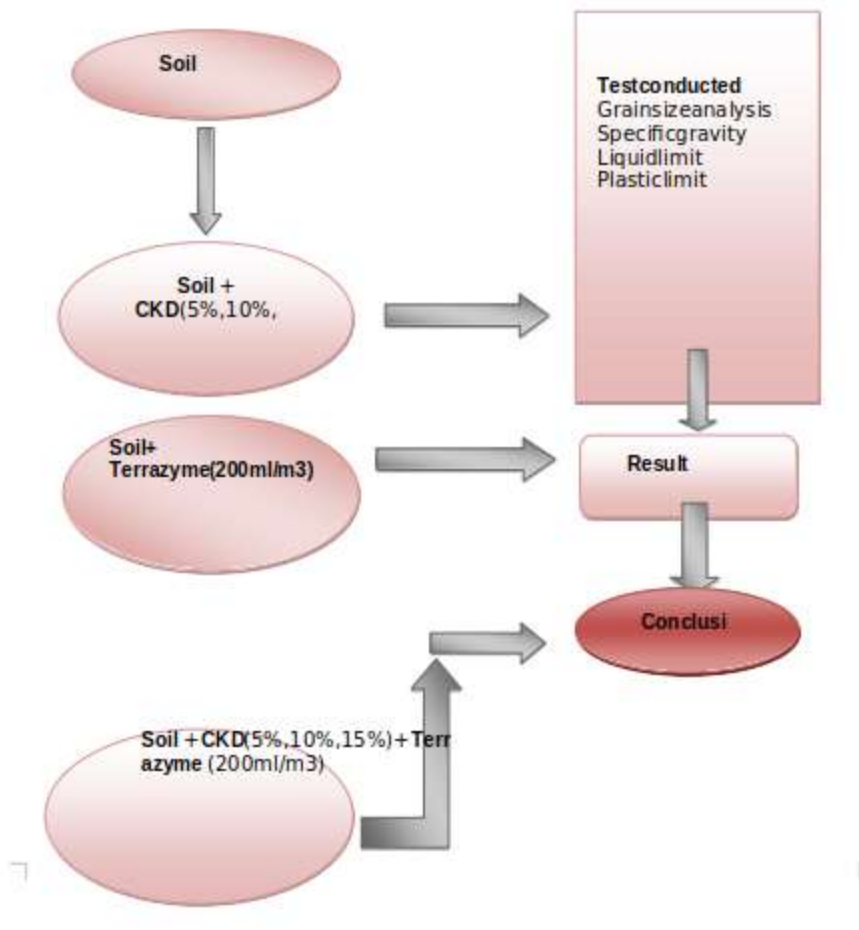 Soil
Testconducted
Grainsizeanalysis
Specificgravity
Liquidlimit
Plasticlimit
Soil +
CKD(5%,10%,
Soil+
Terrazyme(200ml/m3)
Result
Conclusi
Soil +CKD(5%,10%,15%)+Terr
azyme (200ml/m3)